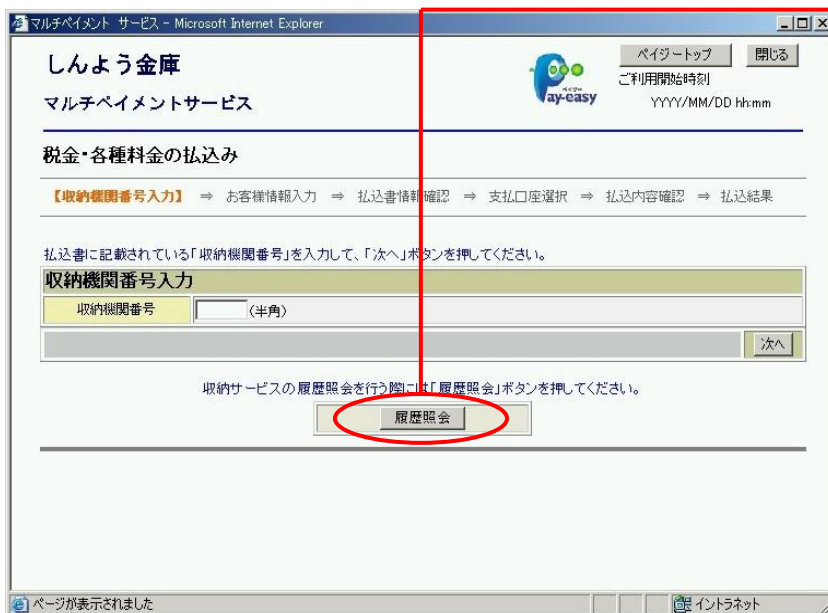 マルチペイメント サービス - Microsoft Internet Explorer
しんよう金庫
マルチペイメントサービス
ペイジー
Pay-easy
ペイジートップ
閉じる
ご利用開始時刻
YYYY/MM/DD hh:mm
税金・各種料金の払込み
【収納機関番号入力】 ⇒ お客様情報入力 ⇒ 払込書情報確認 ⇒ 支払口座選択 ⇒ 払込内容確認 ⇒ 払込結果
払込書に記載されている「収納機関番号」を入力して、「次へ」ボタンを押してください。
収納機関番号入力
収納機関番号 (半角)
次へ
収納サービスの履歴照会を行う際には「履歴照会」ボタンを押してください。
履歴照会
ページが表示されました
イントラネット